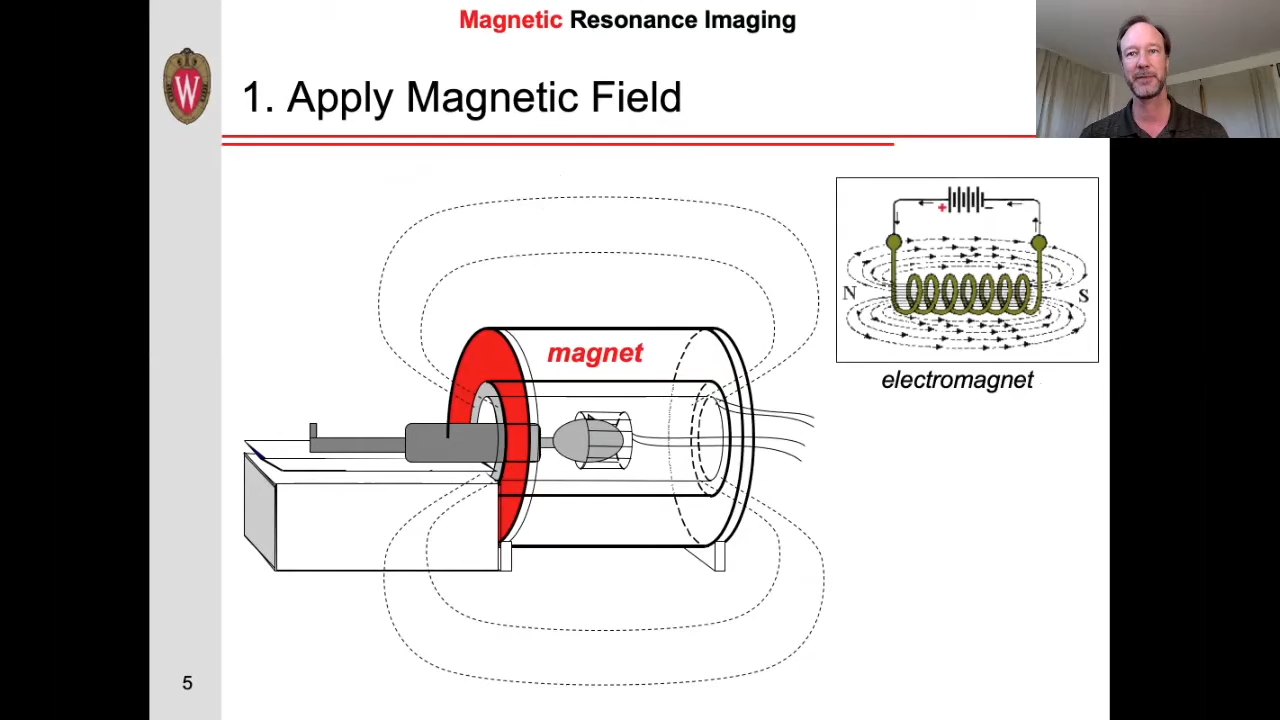 Magnetic Resonance Imaging
W
1. Apply Magnetic Field
magnet
+
-
N
S
electromagnet
5